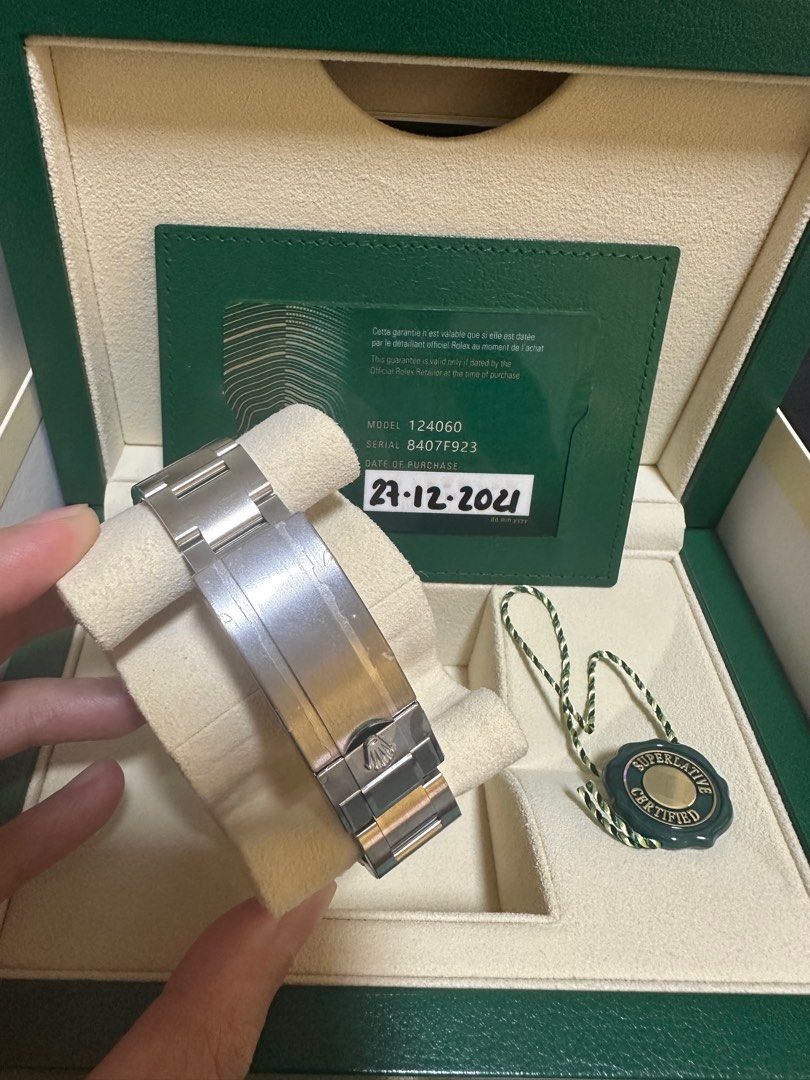 Cette garantie n'est valable que si elle est datée
par le détaillant officiel Rolex au moment de l'achat
This guarantee is valid only if dated by the
Official Rolex Retailer at the time of purchase
MODEL 124060
SERIAL 8407F923
DATE OF PURCHASE
27·12·2021
dd mm yyyy
SUPERLATIVE
CERTIFIED